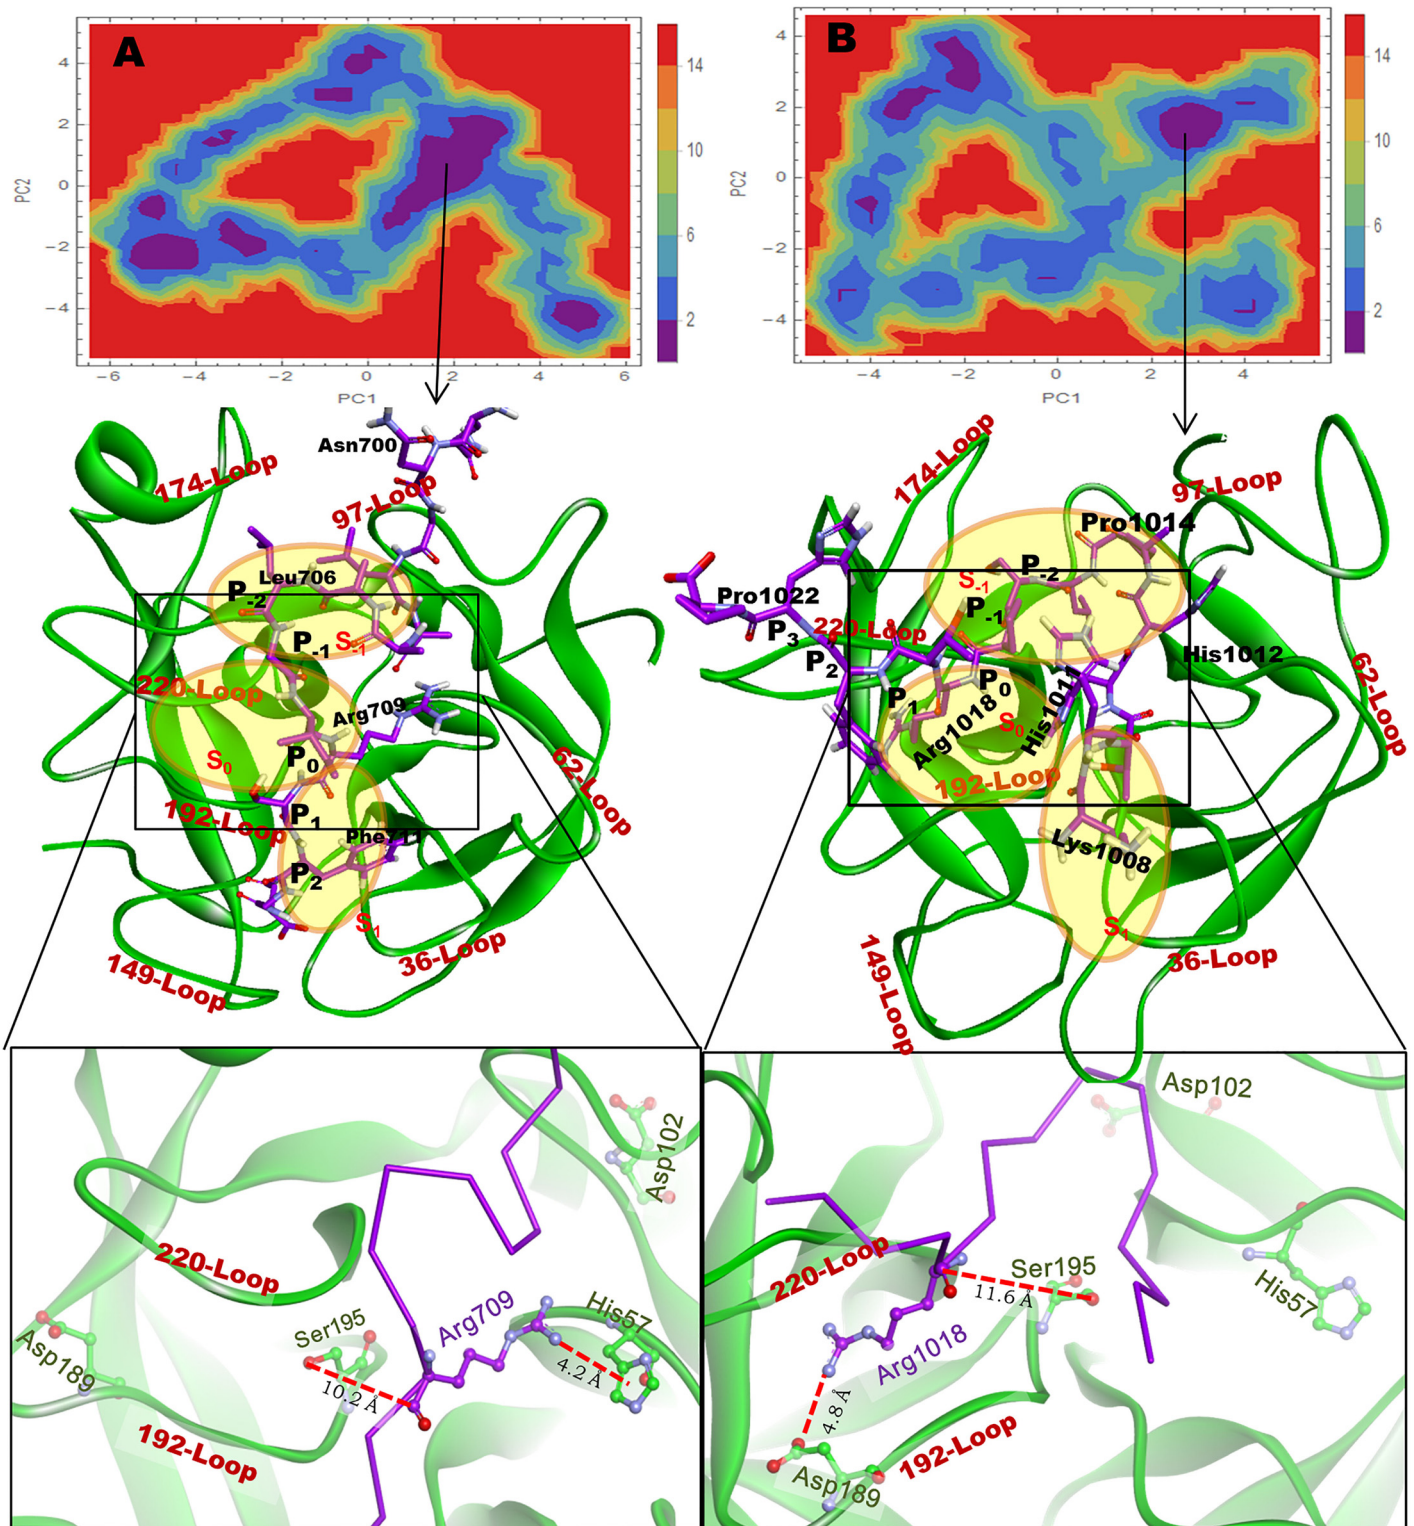 A
B
14
10
6
2
4
2
0
−2
−4
PC2
−6
−4
−2
0
2
4
6
PC1
14
10
6
2
4
2
0
−2
−4
PC2
−4
−2
0
2
4
PC1
Asn700
174-Loop
97-Loop
Leu706
P-2
P-1
S-1
220-Loop
Arg709
S0
P0
62-Loop
192-Loop
P1
Phe711
P2
S1
36-Loop
149-Loop
174-Loop
97-Loop
Pro1014
P-2
S-1
Pro1022
P-1
P3
220-Loop
P2
His1012
P0
P1
Arg1018
S0
His1011
62-Loop
192-Loop
Lys1008
S1
36-Loop
149-Loop
Asp102
220-Loop
Arg709
His57
Ser195
Asp189
4.2 Å
10.2 Å
192-Loop
Asp102
220-Loop
Ser195
His57
11.6 Å
Arg1018
4.8 Å
192-Loop
Asp189